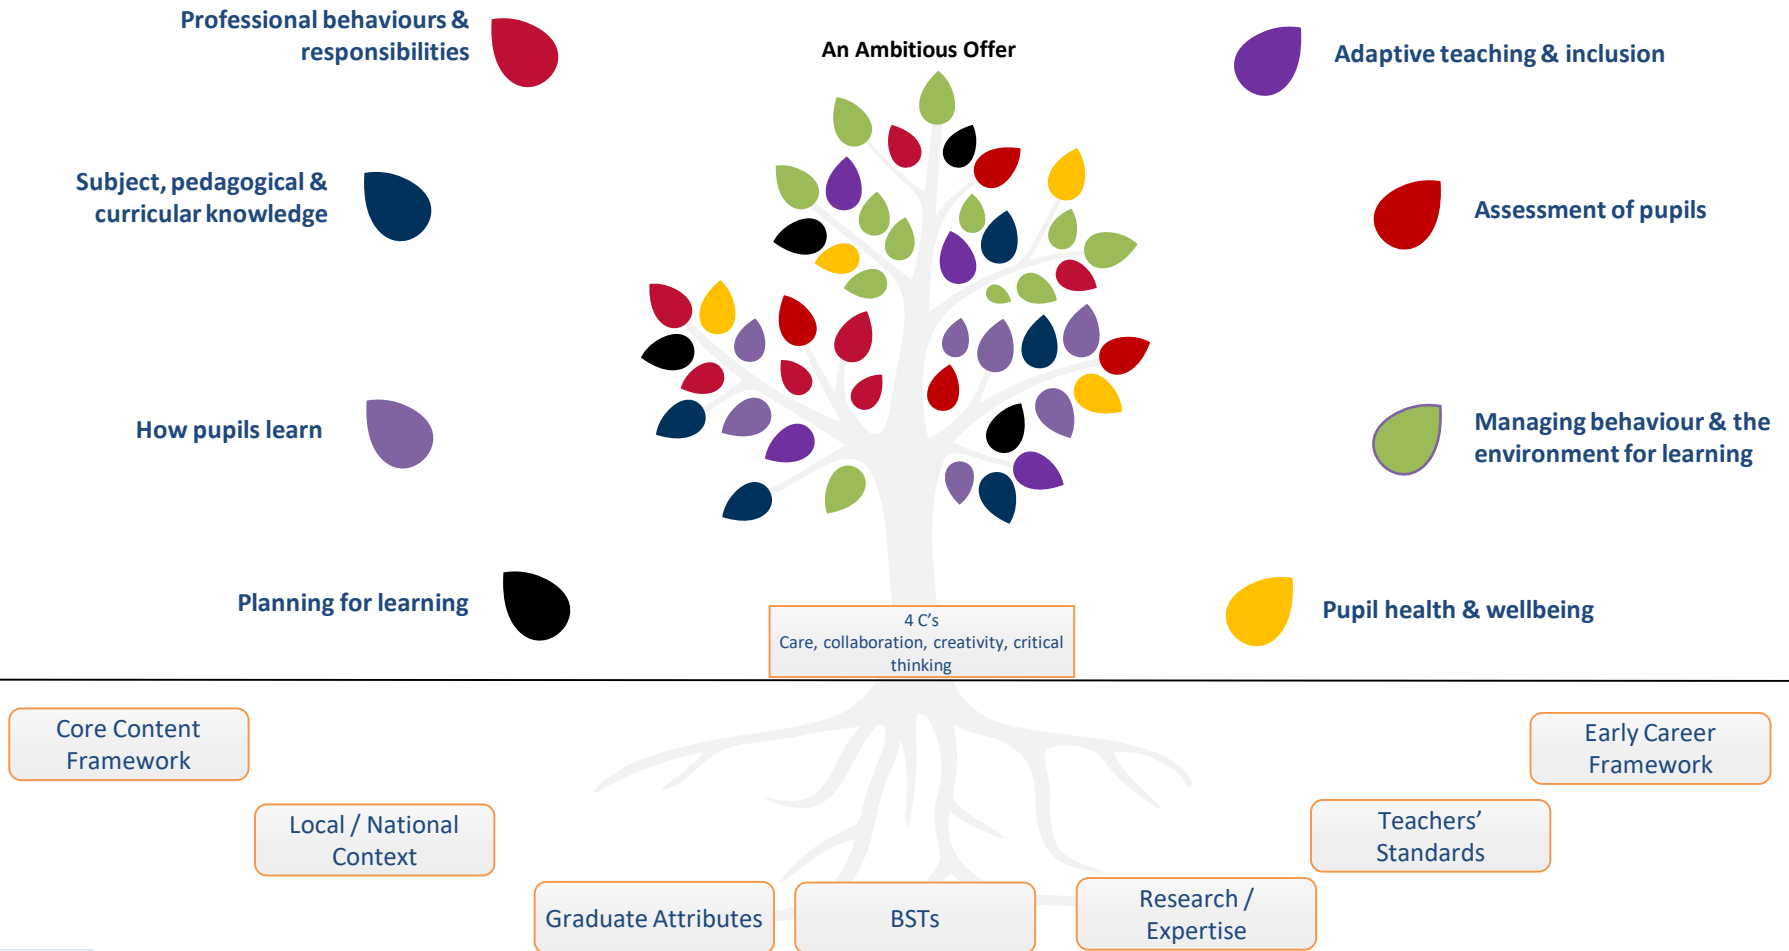 Professional behaviours &
responsibilities
An Ambitious Offer
Adaptive teaching & inclusion
Subject, pedagogical &
curricular knowledge
Assessment of pupils
How pupils learn
Managing behaviour & the
environment for learning
Planning for learning
Pupil health & wellbeing
4 C's
Care, collaboration, creativity, critical
thinking
Core Content
Framework
Early Career
Framework
Local / National
Context
Teachers'
Standards
Graduate Attributes
BSTs
Research /
Expertise